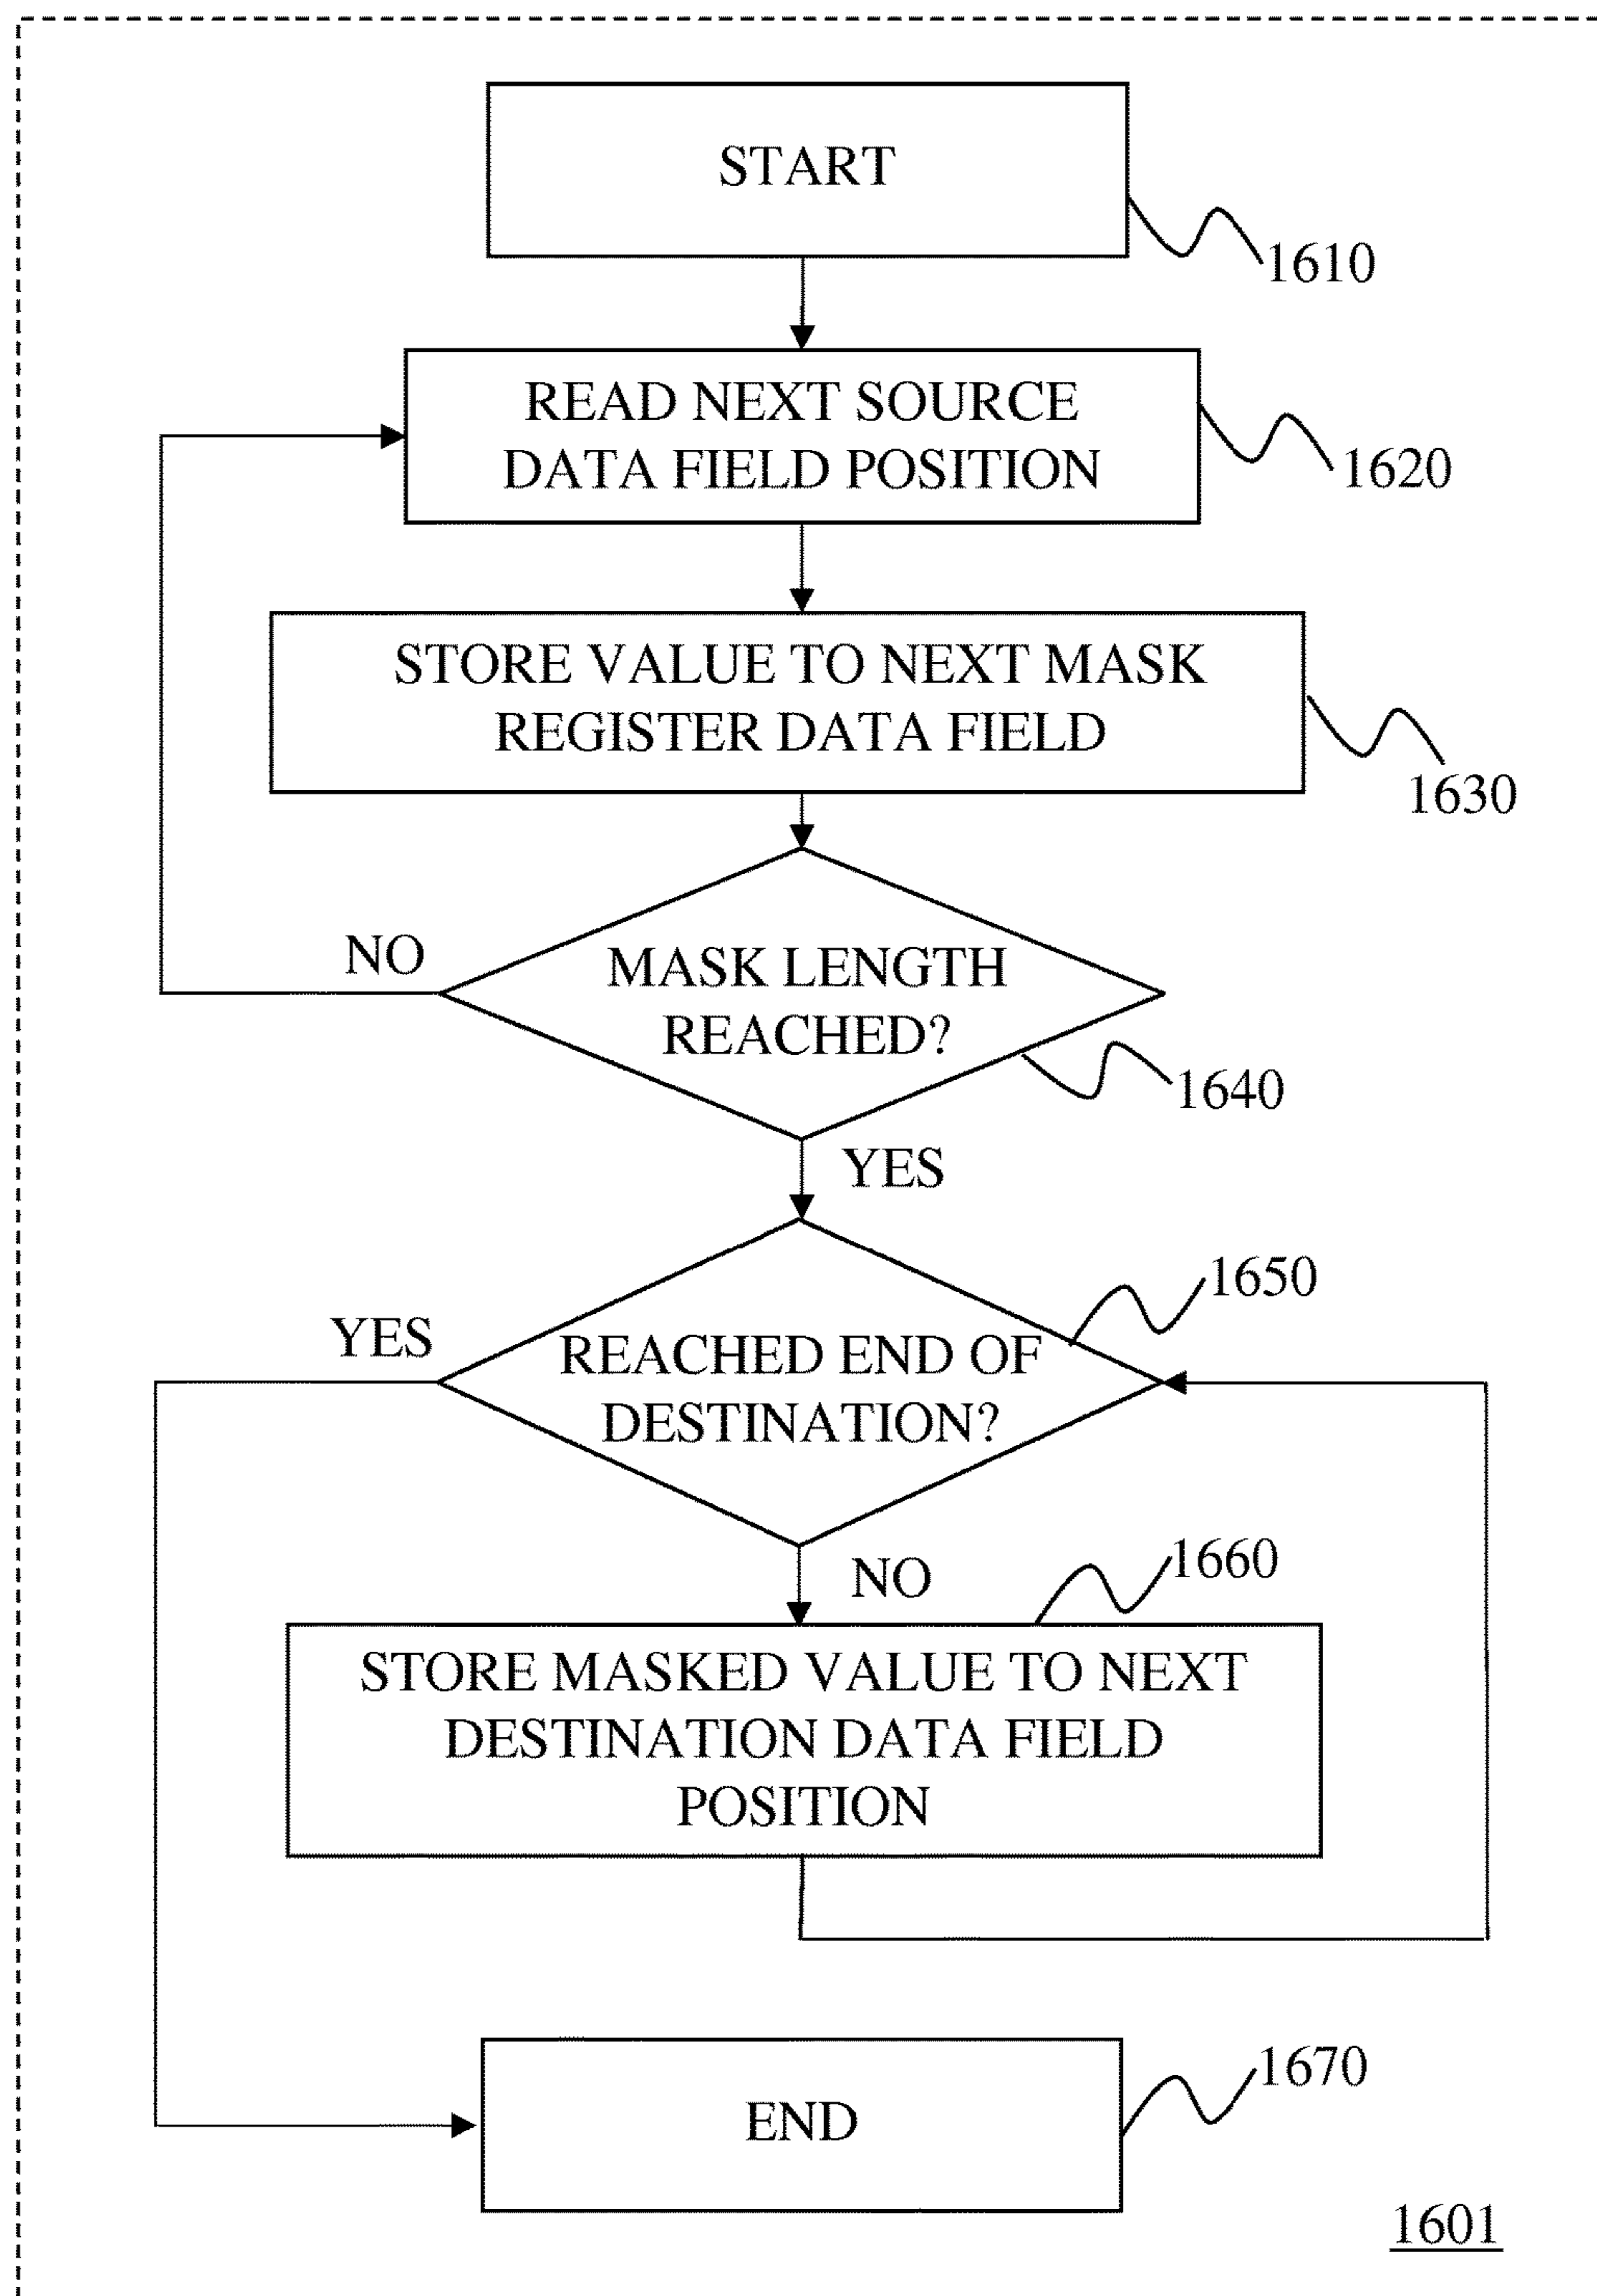 START
1610
READ NEXT SOURCE
DATA FIELD POSITION
1620
STORE VALUE TO NEXT MASK
REGISTER DATA FIELD
1630
NO
MASK LENGTH
REACHED?
1640
YES
1650
YES
REACHED END OF
DESTINATION?
1660
NO
STORE MASKED VALUE TO NEXT
DESTINATION DATA FIELD
POSITION
1670
END
1601